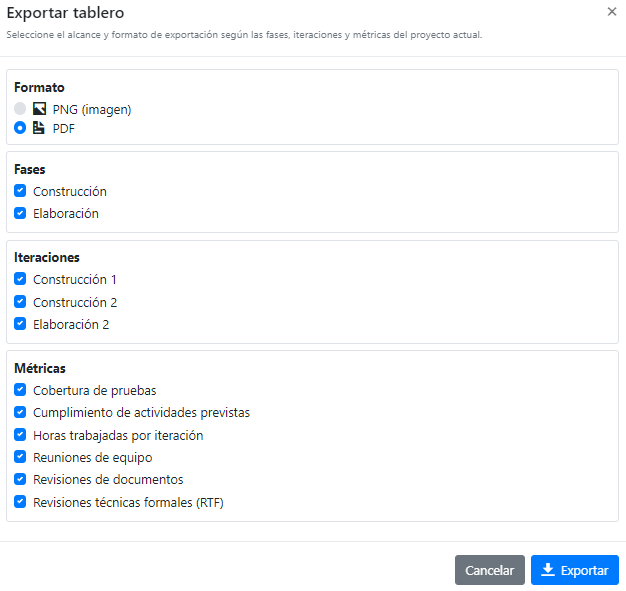 Exportar tablero
Seleccione el alcance y formato de exportación según las fases, iteraciones y métricas del proyecto actual.
Formato
PNG (imagen)
PDF
Fases
Construcción
Elaboración
Iteraciones
Construcción 1
Construcción 2
Elaboración 2
Métricas
Cobertura de pruebas
Cumplimiento de actividades previstas
Horas trabajadas por iteración
Reuniones de equipo
Revisiones de documentos
Revisiones técnicas formales (RTF)
Cancelar
Exportar